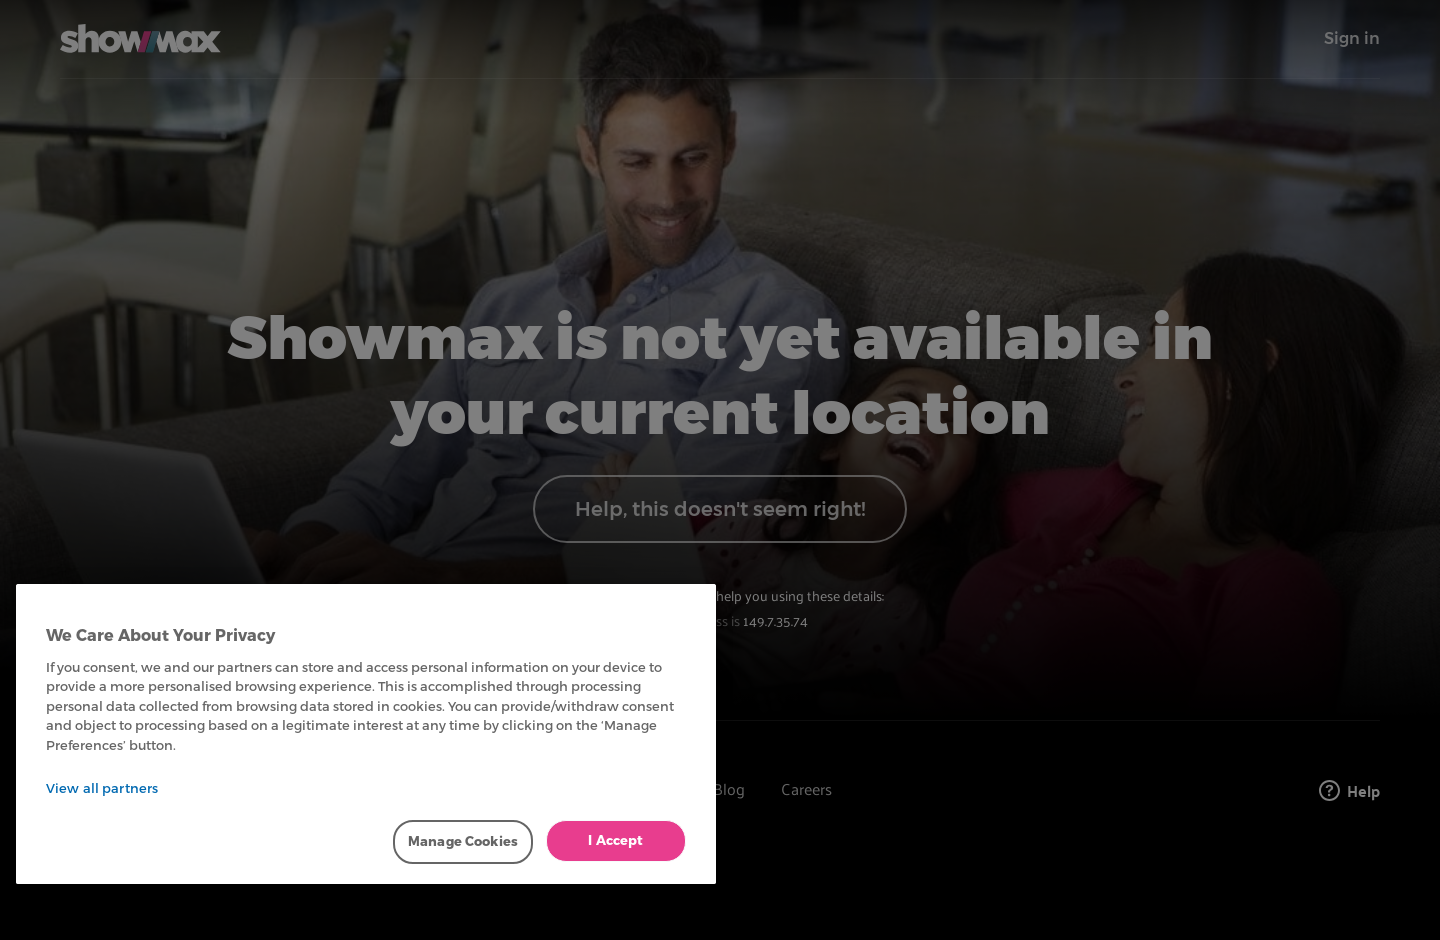 showmax
Sign in
Showmax is not yet available in
your current location
Help, this doesn't seem right!
help you using these details:
ss is 149.7.35.74
We Care About Your Privacy
If you consent, we and our partners can store and access personal information on your device to
provide a more personalised browsing experience. This is accomplished through processing
personal data collected from browsing data stored in cookies. You can provide/withdraw consent
and object to processing based on a legitimate interest at any time by clicking on the ‘Manage
Preferences’ button.
View all partners
Manage Cookies
I Accept
Blog
Careers
Help